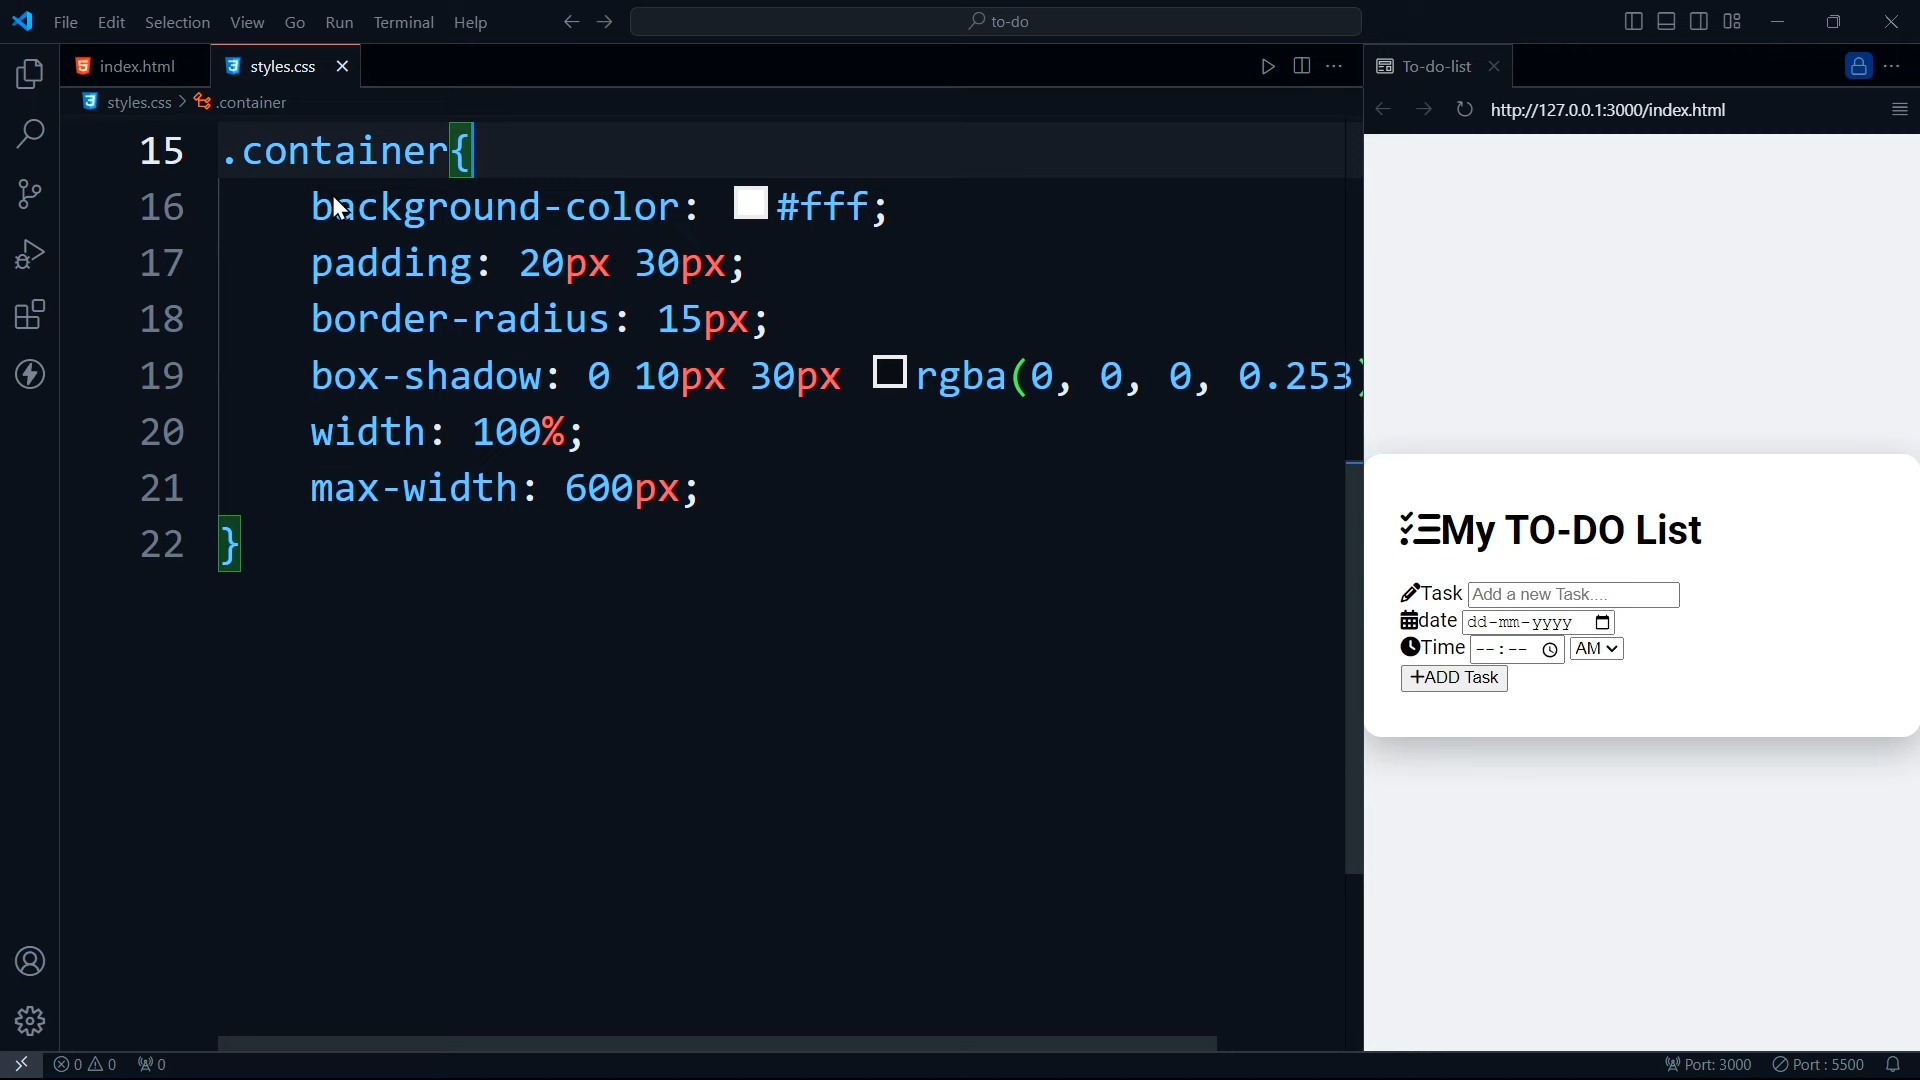 File Edit Selection View Go Run Terminal Help
to-do
index.html
styles.css
To-do-list
styles.css > .container
http://127.0.0.1:3000/index.html
15 .container{
16 background-color: #fff;
17 padding: 20px 30px;
18 border-radius: 15px;
19 box-shadow: 0 10px 30px rgba(0, 0, 0, 0.253)
20 width: 100%;
21 max-width: 600px;
22 }
My TO-DO List
Task Add a new Task....
date dd-mm-yyyy
Time --:-- AM
+ADD Task
0 0 0
Port: 3000
Port : 5500